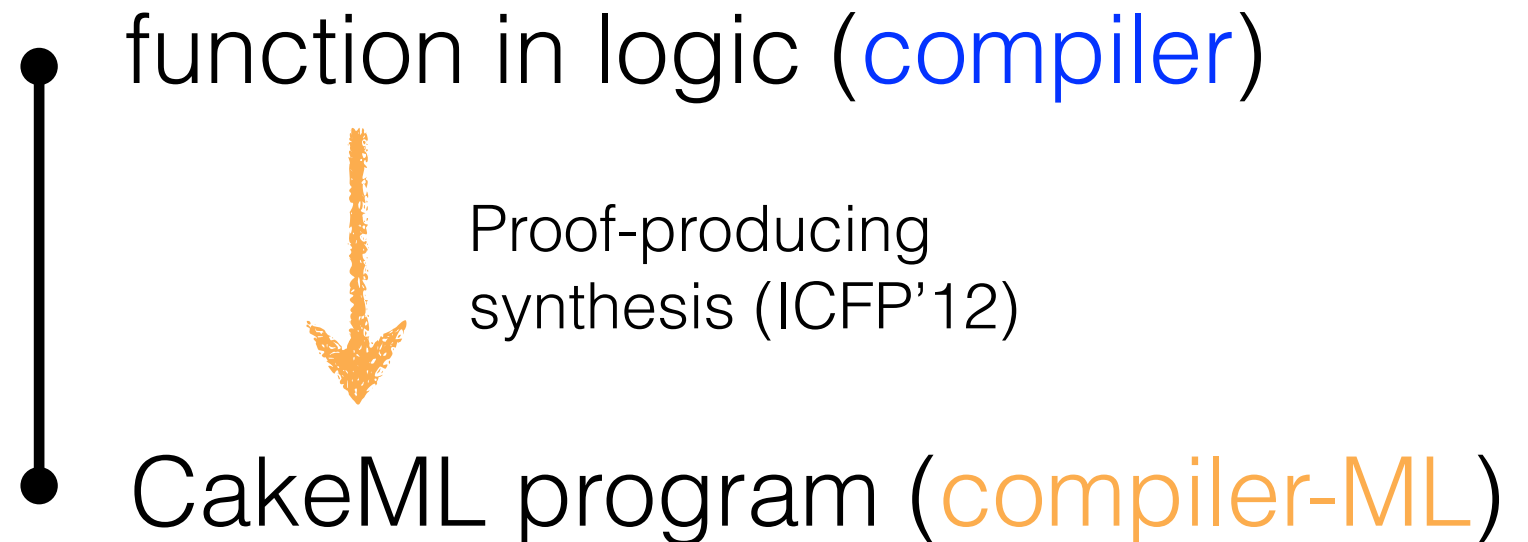 function in logic (compiler)
Proof-producing
synthesis (ICFP’12)
CakeML program (compiler-ML)